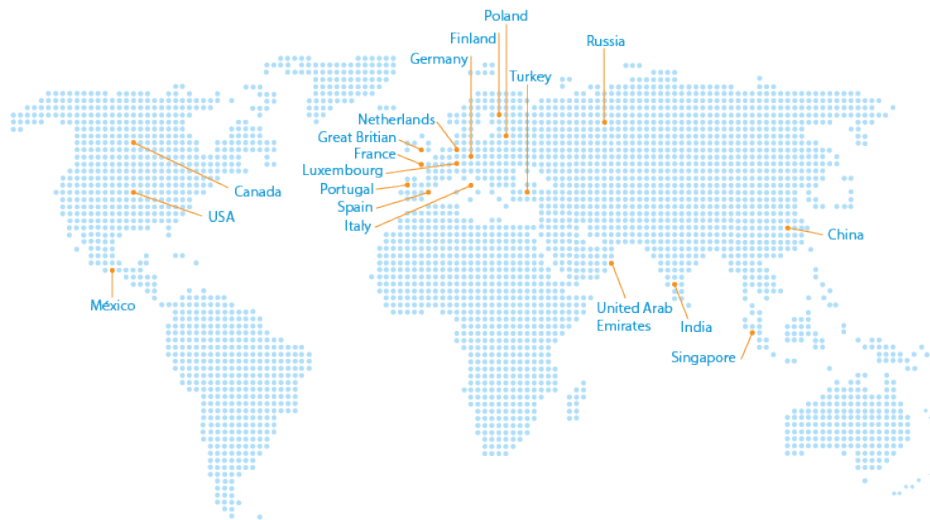 Poland
Finland
Russia
Germany
Turkey
Netherlands
Great Britian
France
Luxembourg
Portugal
Canada
Spain
USA
Italy
China
México
United Arab
Emirates
India
Singapore